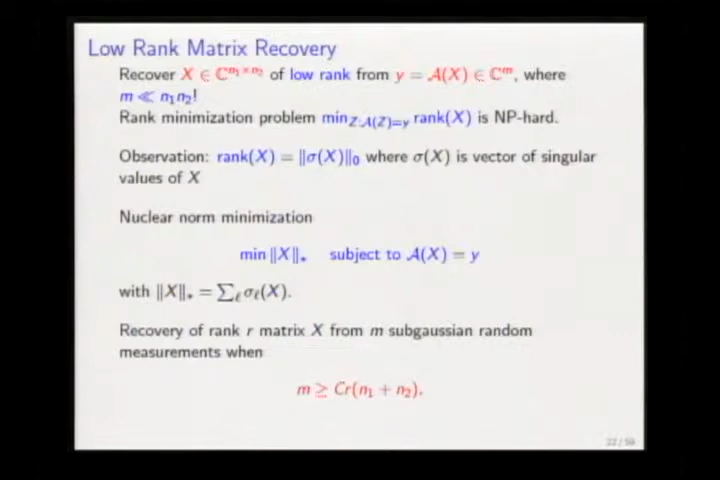 Low Rank Matrix Recovery
Recover X ∈ ℂ^{n₁×n₂} of low rank from y = 𝒜(X) ∈ ℂ^m, where
m ≪ n₁n₂!
Rank minimization problem min_{Z:𝒜(Z)=y} rank(X) is NP-hard.
Observation: rank(X) = ‖σ(X)‖₀ where σ(X) is vector of singular
values of X
Nuclear norm minimization
min ‖X‖_* subject to 𝒜(X) = y
with ‖X‖_* = ∑_ℓ σ_ℓ(X).
Recovery of rank r matrix X from m subgaussian random
measurements when
m ≥ Cr(n₁ + n₂).
22 / 59